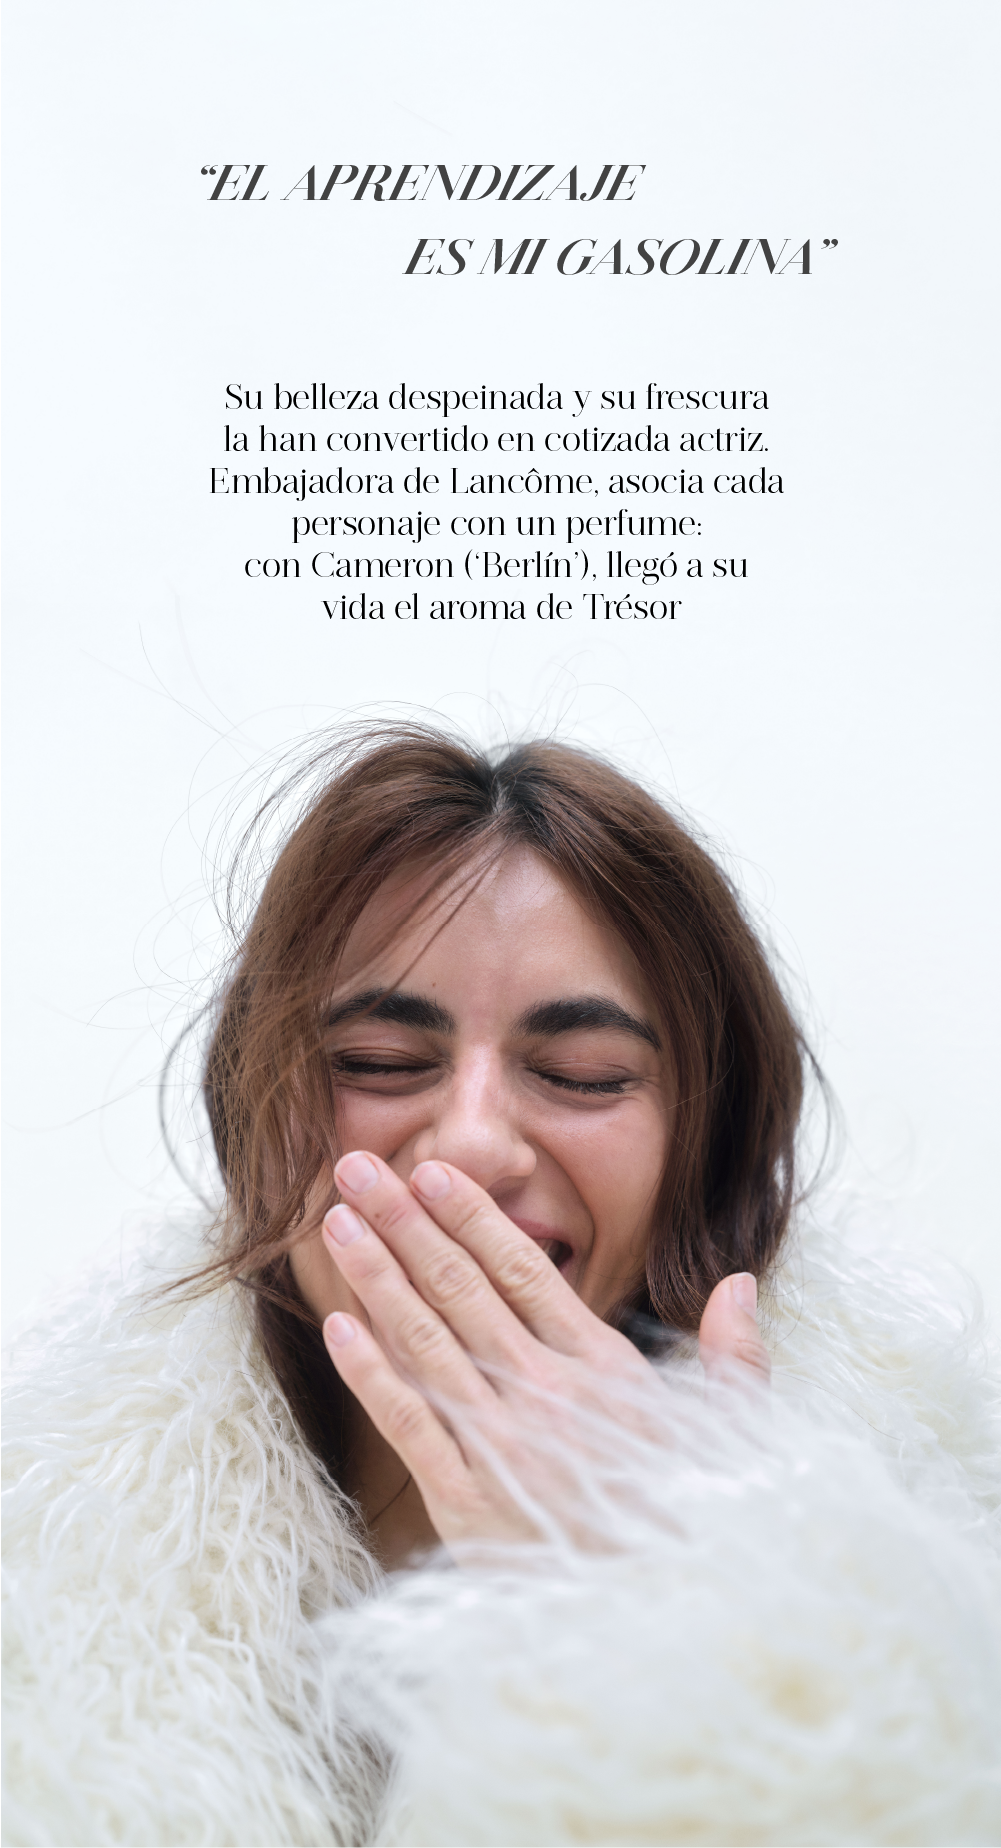 “EL APRENDIZAJE
ES MI GASOLINA”
Su belleza despeinada y su frescura
la han convertido en cotizada actriz.
Embajadora de Lancôme, asocia cada
personaje con un perfume:
con Cameron (‘Berlín’), llegó a su
vida el aroma de Trésor